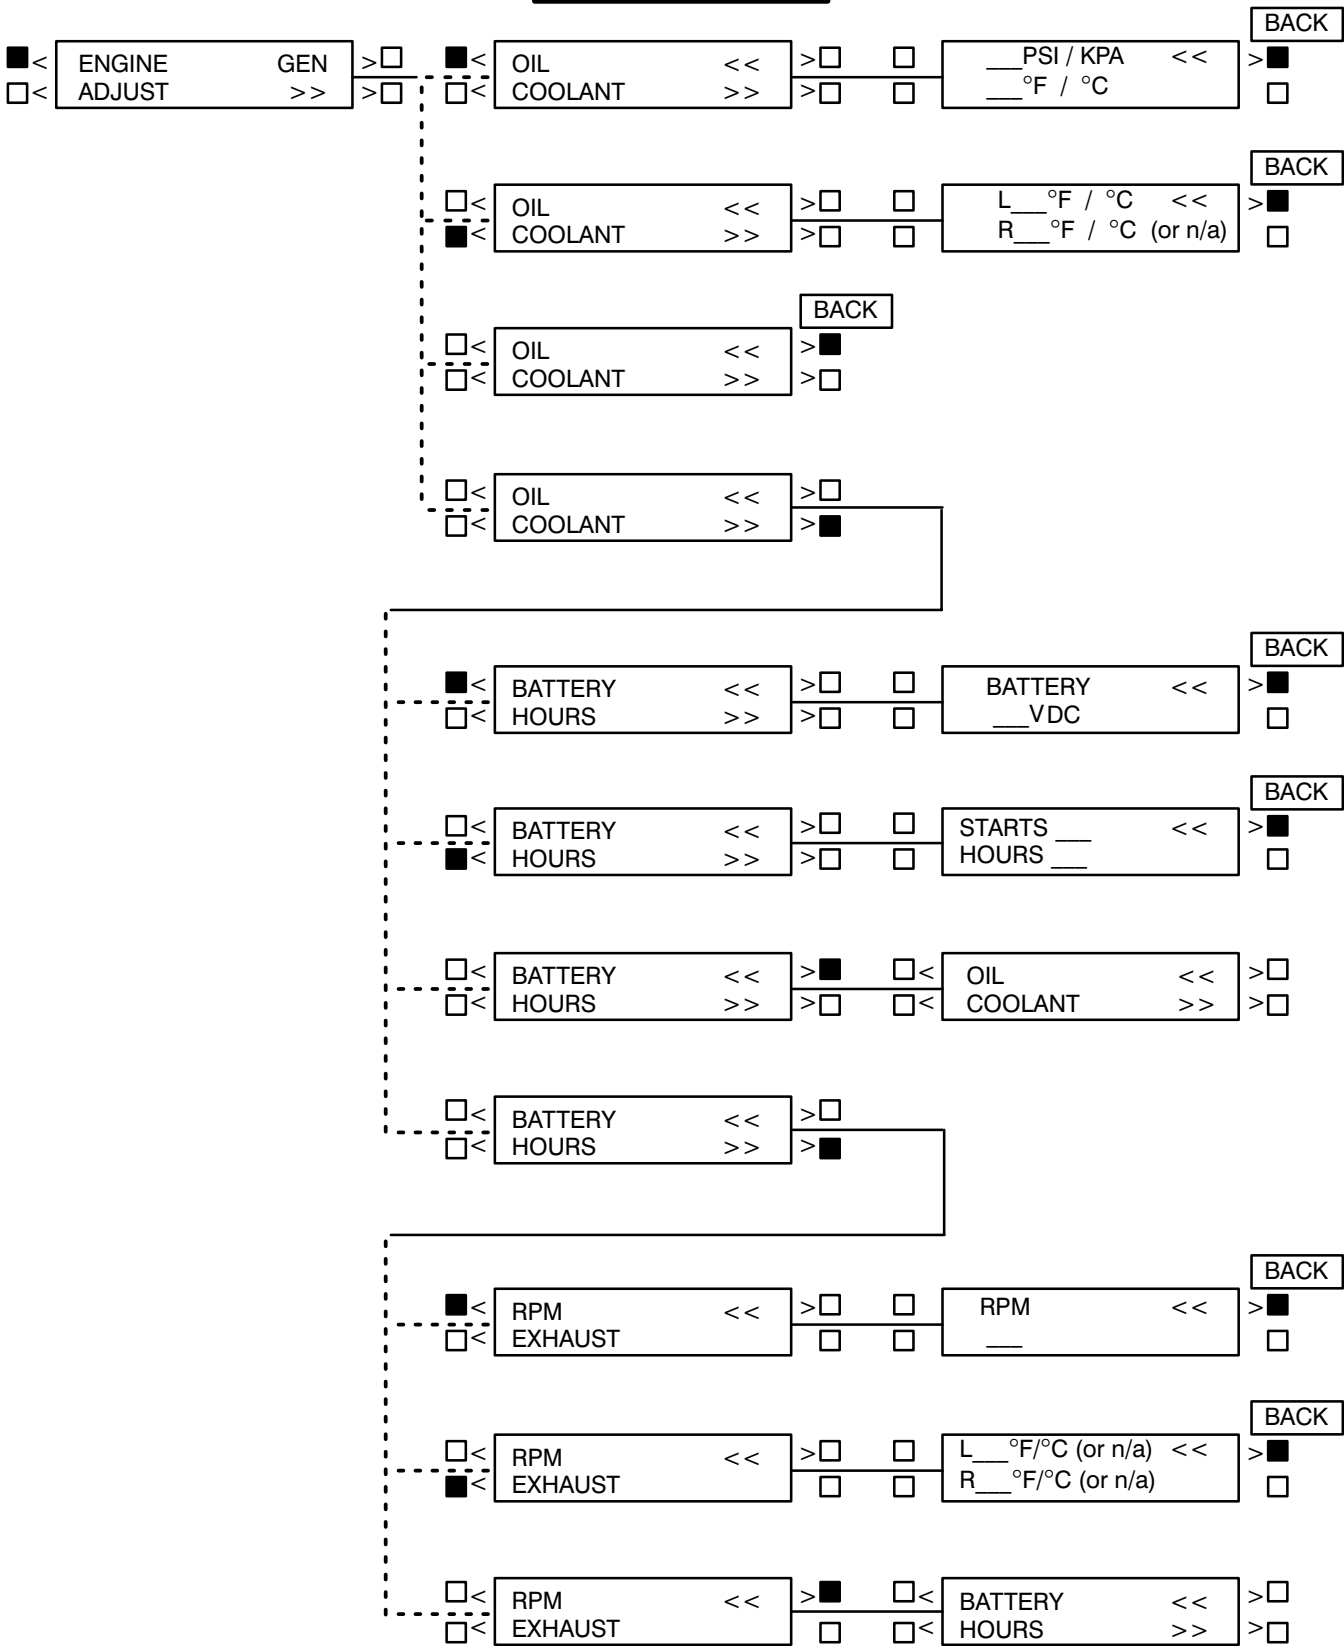 BACK
ENGINE GEN
ADJUST >>
OIL <<
COOLANT >>
___PSI / KPA <<
___°F / °C
BACK
OIL <<
COOLANT >>
L___°F / °C <<
R___°F / °C (or n/a)
BACK
OIL <<
COOLANT >>
OIL <<
COOLANT >>
BACK
BATTERY <<
HOURS >>
BATTERY <<
___VDC
BACK
BATTERY <<
HOURS >>
STARTS ___ <<
HOURS ___
BATTERY <<
HOURS >>
OIL <<
COOLANT >>
BATTERY <<
HOURS >>
BACK
RPM <<
EXHAUST
RPM <<
___
BACK
RPM <<
EXHAUST
L___°F/°C (or n/a) <<
R___°F/°C (or n/a)
RPM <<
EXHAUST
BATTERY <<
HOURS >>